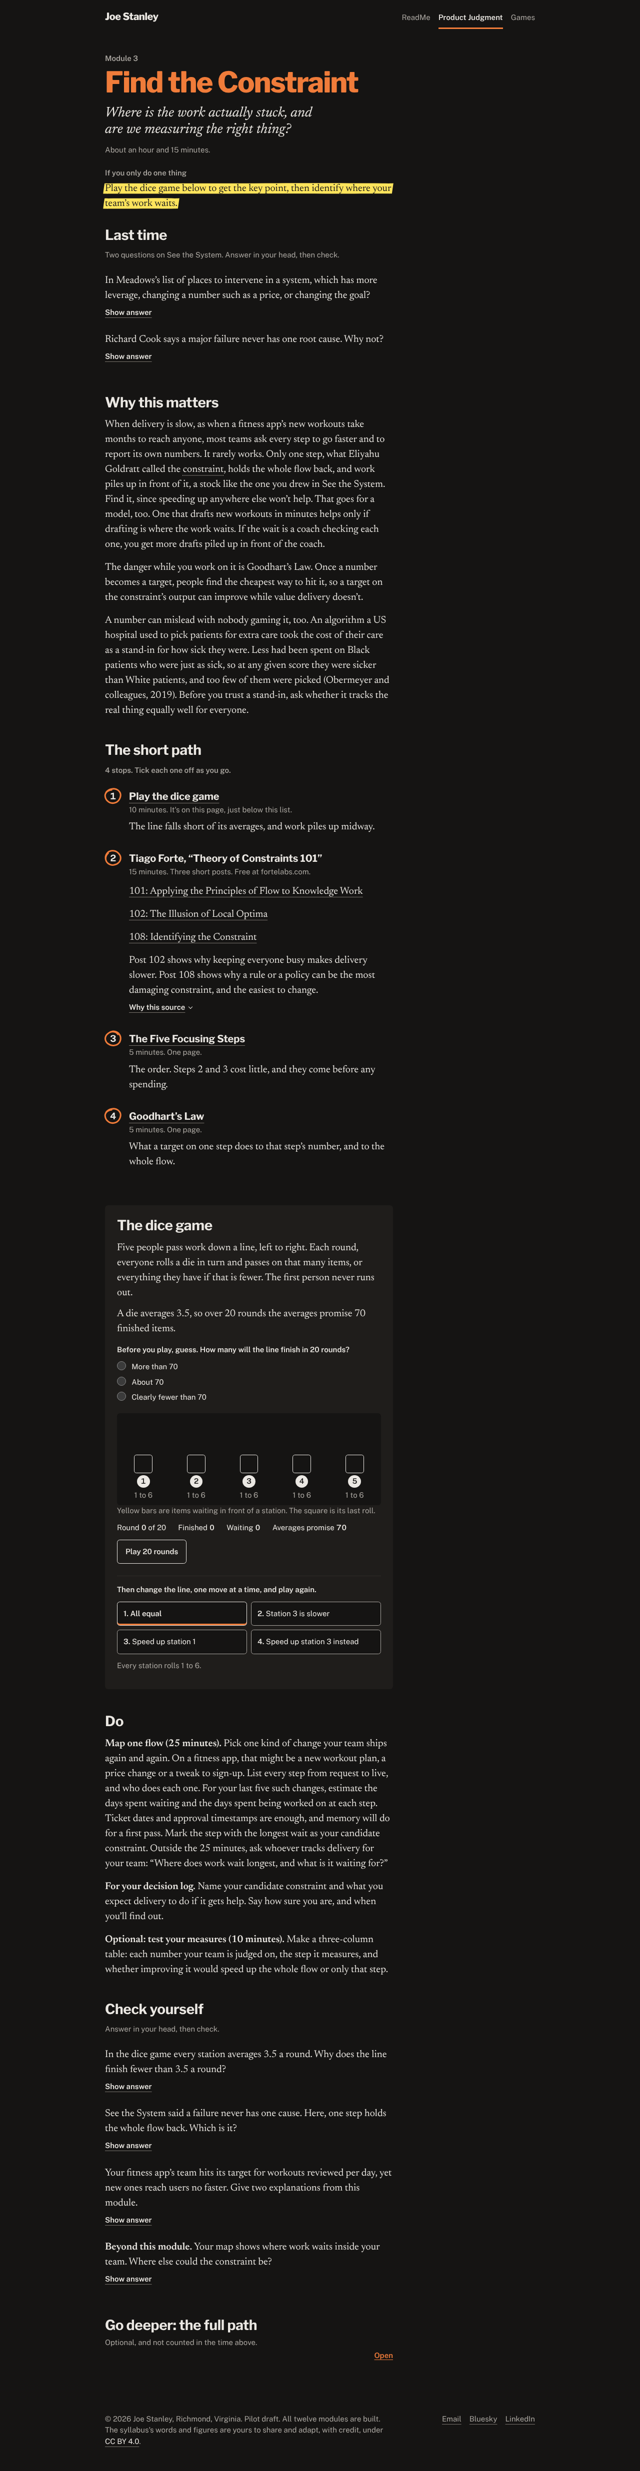 Joe Stanley
ReadMe Product Judgment Games
Module 3
Find the Constraint
Where is the work actually stuck, and
are we measuring the right thing?
About an hour and 15 minutes.
If you only do one thing
Play the dice game below to get the key point, then identify where your
team’s work waits.
Last time
Two questions on See the System. Answer in your head, then check.
In Meadows’s list of places to intervene in a system, which has more
leverage, changing a number such as a price, or changing the goal?
Show answer
Richard Cook says a major failure never has one root cause. Why not?
Show answer
Why this matters
When delivery is slow, as when a fitness app’s new workouts take
months to reach anyone, most teams ask every step to go faster and to
report its own numbers. It rarely works. Only one step, what Eliyahu
Goldratt called the constraint, holds the whole flow back, and work
piles up in front of it, a stock like the one you drew in See the System.
Find it, since speeding up anywhere else won’t help. That goes for a
model, too. One that drafts new workouts in minutes helps only if
drafting is where the work waits. If the wait is a coach checking each
one, you get more drafts piled up in front of the coach.
The danger while you work on it is Goodhart’s Law. Once a number
becomes a target, people find the cheapest way to hit it, so a target on
the constraint’s output can improve while value delivery doesn’t.
A number can mislead with nobody gaming it, too. An algorithm a US
hospital used to pick patients for extra care took the cost of their care
as a stand-in for how sick they were. Less had been spent on Black
patients who were just as sick, so at any given score they were sicker
than White patients, and too few of them were picked (Obermeyer and
colleagues, 2019). Before you trust a stand-in, ask whether it tracks the
real thing equally well for everyone.
The short path
4 stops. Tick each one off as you go.
1 Play the dice game
10 minutes. It’s on this page, just below this list.
The line falls short of its averages, and work piles up midway.
2 Tiago Forte, “Theory of Constraints 101”
15 minutes. Three short posts. Free at fortelabs.com.
101: Applying the Principles of Flow to Knowledge Work
102: The Illusion of Local Optima
108: Identifying the Constraint
Post 102 shows why keeping everyone busy makes delivery
slower. Post 108 shows why a rule or a policy can be the most
damaging constraint, and the easiest to change.
Why this source
3 The Five Focusing Steps
5 minutes. One page.
The order. Steps 2 and 3 cost little, and they come before any
spending.
4 Goodhart’s Law
5 minutes. One page.
What a target on one step does to that step’s number, and to the
whole flow.
The dice game
Five people pass work down a line, left to right. Each round,
everyone rolls a die in turn and passes on that many items, or
everything they have if that is fewer. The first person never runs
out.
A die averages 3.5, so over 20 rounds the averages promise 70
finished items.
Before you play, guess. How many will the line finish in 20 rounds?
More than 70
About 70
Clearly fewer than 70
1 2 3 4 5
1 to 6 1 to 6 1 to 6 1 to 6 1 to 6
Yellow bars are items waiting in front of a station. The square is its last roll.
Round 0 of 20 Finished 0 Waiting 0 Averages promise 70
Play 20 rounds
Then change the line, one move at a time, and play again.
1. All equal 2. Station 3 is slower
3. Speed up station 1 4. Speed up station 3 instead
Every station rolls 1 to 6.
Do
Map one flow (25 minutes). Pick one kind of change your team ships
again and again. On a fitness app, that might be a new workout plan, a
price change or a tweak to sign-up. List every step from request to live,
and who does each one. For your last five such changes, estimate the
days spent waiting and the days spent being worked on at each step.
Ticket dates and approval timestamps are enough, and memory will do
for a first pass. Mark the step with the longest wait as your candidate
constraint. Outside the 25 minutes, ask whoever tracks delivery for
your team: “Where does work wait longest, and what is it waiting for?”
For your decision log. Name your candidate constraint and what you
expect delivery to do if it gets help. Say how sure you are, and when
you’ll find out.
Optional: test your measures (10 minutes). Make a three-column
table: each number your team is judged on, the step it measures, and
whether improving it would speed up the whole flow or only that step.
Check yourself
Answer in your head, then check.
In the dice game every station averages 3.5 a round. Why does the line
finish fewer than 3.5 a round?
Show answer
See the System said a failure never has one cause. Here, one step holds
the whole flow back. Which is it?
Show answer
Your fitness app’s team hits its target for workouts reviewed per day, yet
new ones reach users no faster. Give two explanations from this
module.
Show answer
Beyond this module. Your map shows where work waits inside your
team. Where else could the constraint be?
Show answer
Go deeper: the full path
Optional, and not counted in the time above.
Open
© 2026 Joe Stanley, Richmond, Virginia. Pilot draft. All twelve modules are built.
The syllabus’s words and figures are yours to share and adapt, with credit, under
CC BY 4.0.
Email Bluesky LinkedIn